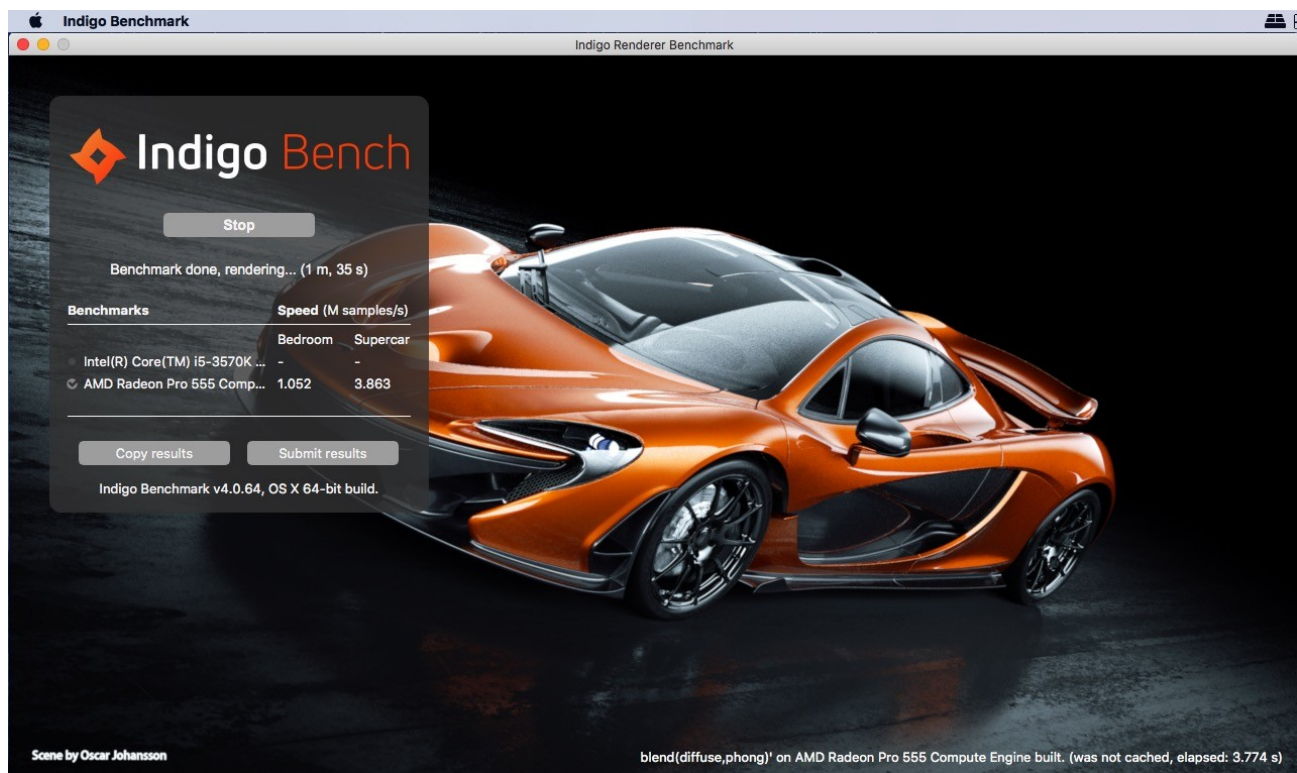 Indigo Benchmark
Indigo Renderer Benchmark
Indigo Bench
Stop
Benchmark done, rendering... (1 m, 35 s)
Benchmarks Speed (M samples/s)
Bedroom Supercar
Intel(R) Core(TM) i5-3570K ... - -
AMD Radeon Pro 555 Comp... 1.052 3.863
Copy results Submit results
Indigo Benchmark v4.0.64, OS X 64-bit build.
Scene by Oscar Johansson
blend(diffuse,phong)' on AMD Radeon Pro 555 Compute Engine built. (was not cached, elapsed: 3.774 s)